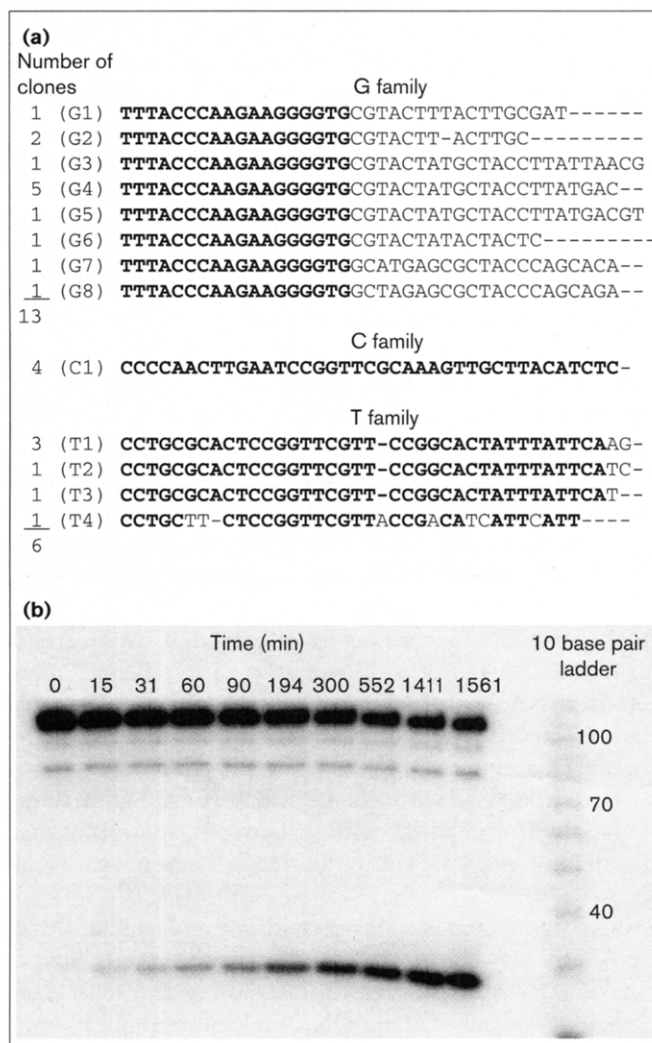 (a)
Number of
clones
G family
1 (G1) TTTACCCAAGAAGGGGTGCGTACTTTACTTGCGAT------
2 (G2) TTTACCCAAGAAGGGGTGCGTACTT-ACTTGC---------
1 (G3) TTTACCCAAGAAGGGGTGCGTACTATGCTACCTTATTAACG
5 (G4) TTTACCCAAGAAGGGGTGCGTACTATGCTACCTTATGAC--
1 (G5) TTTACCCAAGAAGGGGTGCGTACTATGCTACCTTATGACGT
1 (G6) TTTACCCAAGAAGGGGTGCGTACTATACTACTC---------
1 (G7) TTTACCCAAGAAGGGGTGGCATGAGCGCTACCCAGCACA--
1 (G8) TTTACCCAAGAAGGGGTGGCTAGAGCGCTACCCAGCAGA--
13
C family
4 (C1) CCCCAACTTGAATCCGGTTCGCAAAGTTGCTTACATCTC-
T family
3 (T1) CCTGCGCACTCCGGTTCGTT-CCGGCACTATTTATTCAAG-
1 (T2) CCTGCGCACTCCGGTTCGTT-CCGGCACTATTTATTCATC-
1 (T3) CCTGCGCACTCCGGTTCGTT-CCGGCACTATTTATTCAT--
1 (T4) CCTGCTT-CTCCGGTTCGTTACCGACATCATTCATT----
6
(b)
Time (min)
10 base pair
ladder
0 15 31 60 90 194 300 552 1411 1561
100
70
40